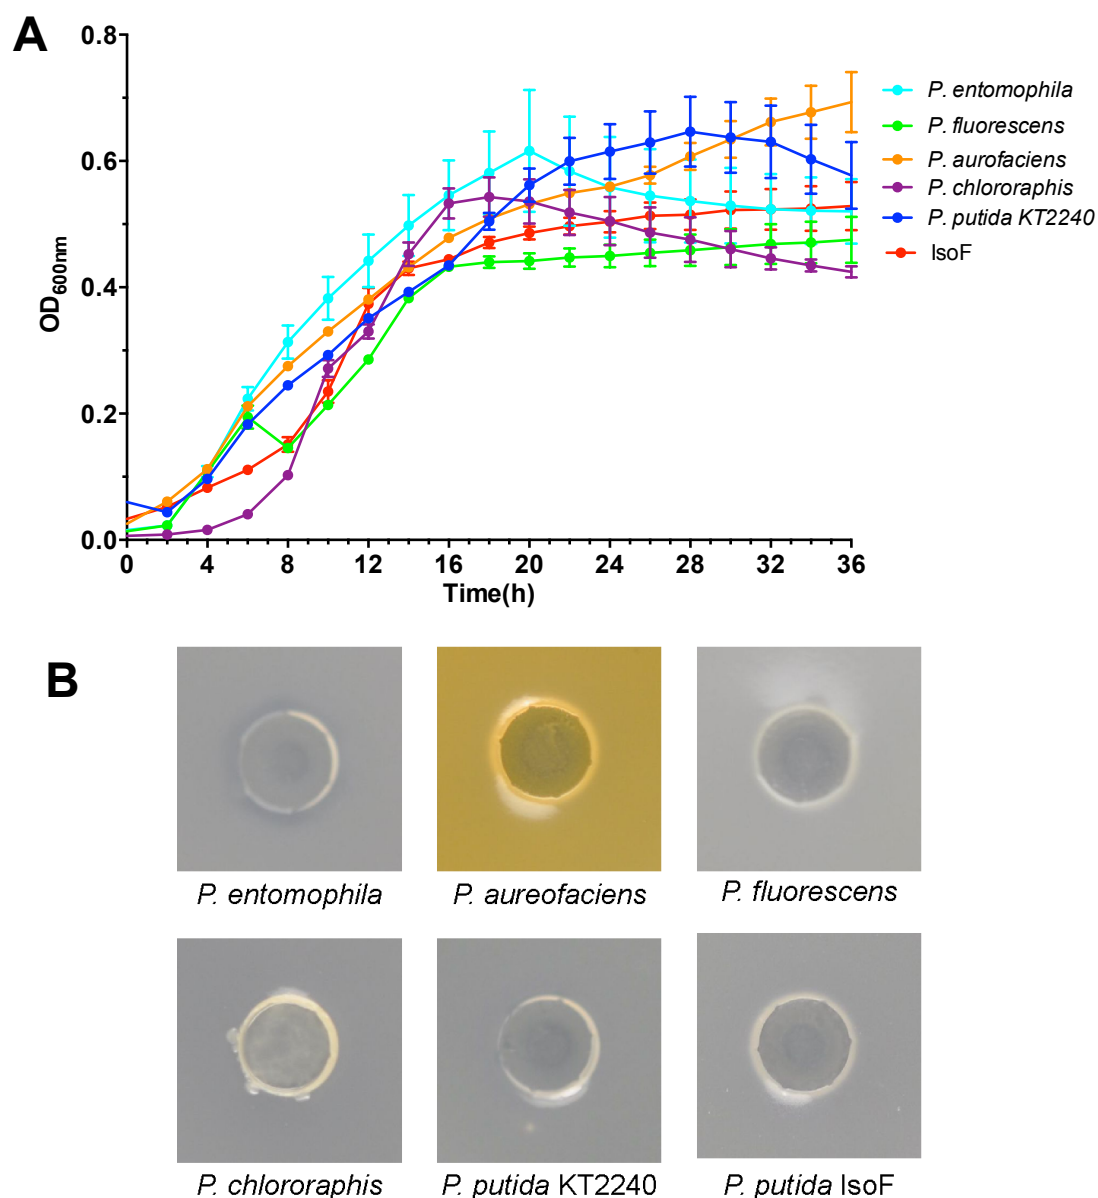 A
0.8
0.6
0.4
0.2
0.0
OD600nm
0 4 8 12 16 20 24 28 32 36
Time(h)
P. entomophila
P. fluorescens
P. aurofaciens
P. chlororaphis
P. putida KT2240
IsoF
B
P. entomophila P. aureofaciens P. fluorescens
P. chlororaphis P. putida KT2240 P. putida IsoF